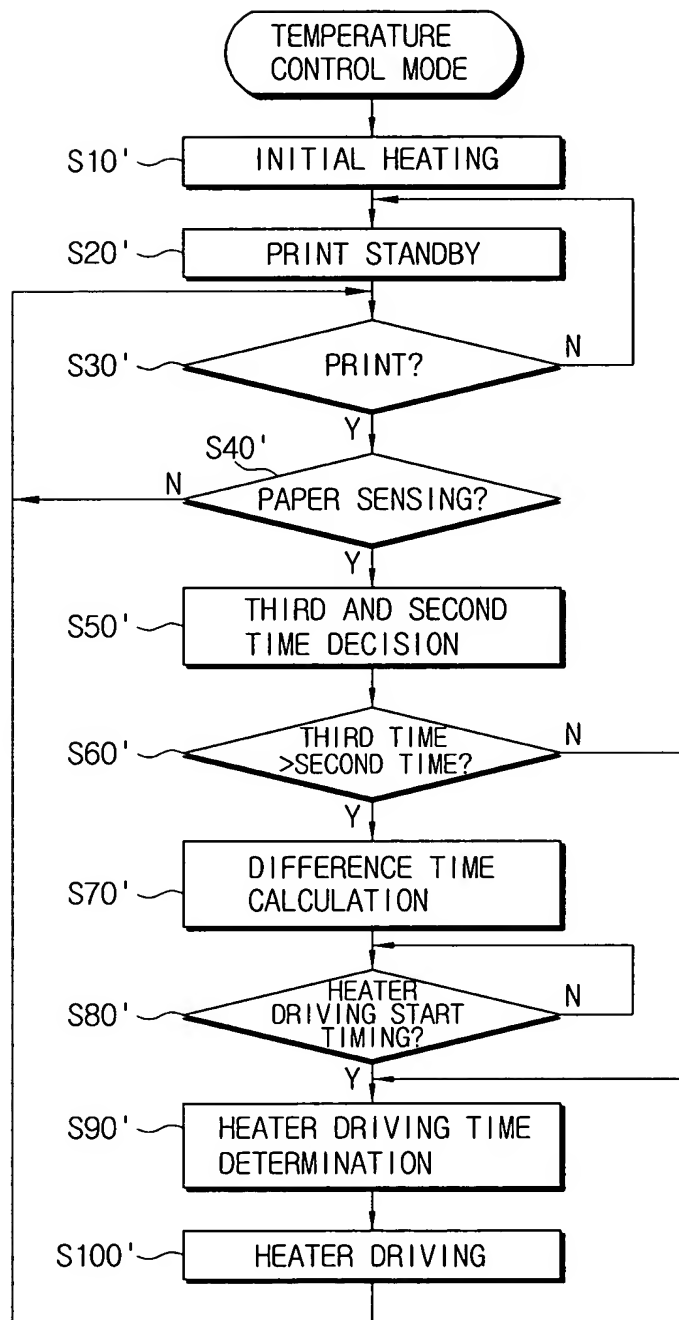 TEMPERATURE
CONTROL MODE
S10'
INITIAL HEATING
S20'
PRINT STANDBY
S30'
PRINT?
N
Y
S40'
N
PAPER SENSING?
Y
S50'
THIRD AND SECOND
TIME DECISION
S60'
THIRD TIME
>SECOND TIME?
N
Y
S70'
DIFFERENCE TIME
CALCULATION
S80'
HEATER
DRIVING START
TIMING?
N
Y
S90'
HEATER DRIVING TIME
DETERMINATION
S100'
HEATER DRIVING